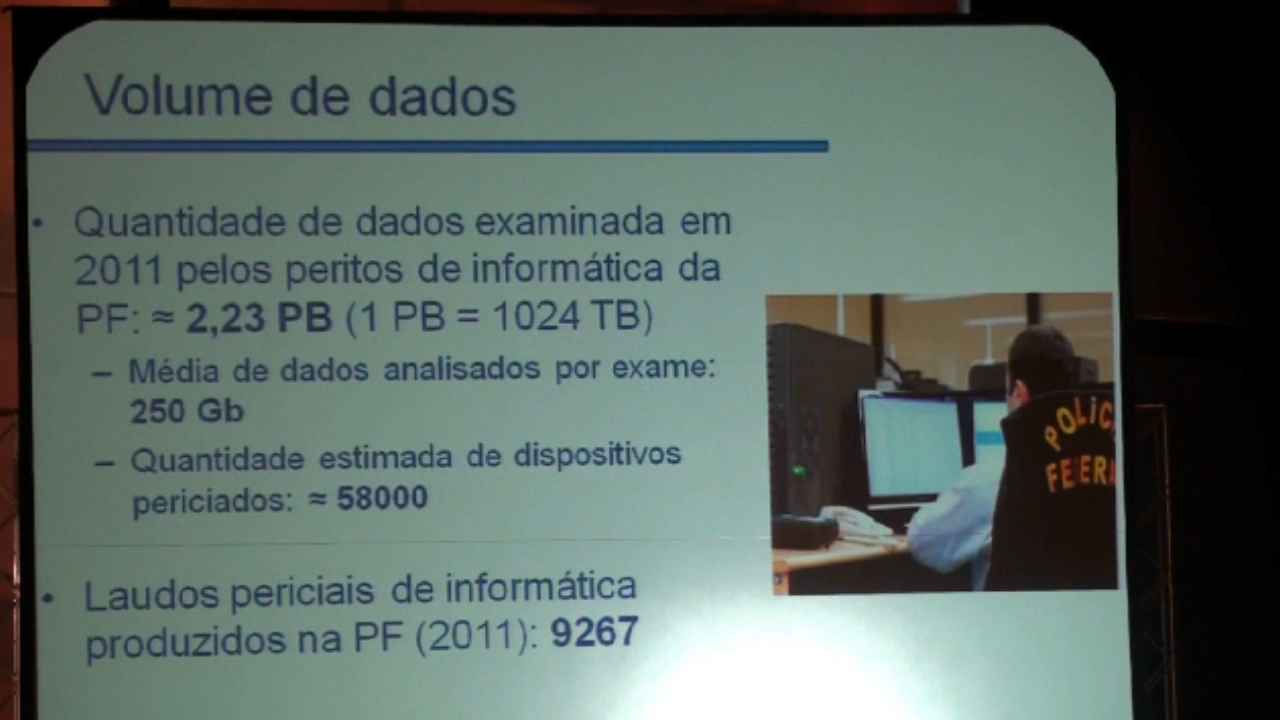 Volume de dados
• Quantidade de dados examinada em
2011 pelos peritos de informática da
PF: ≈ 2,23 PB (1 PB = 1024 TB)
– Média de dados analisados por exame:
250 Gb
– Quantidade estimada de dispositivos
periciados: ≈ 58000
• Laudos periciais de informática
produzidos na PF (2011): 9267